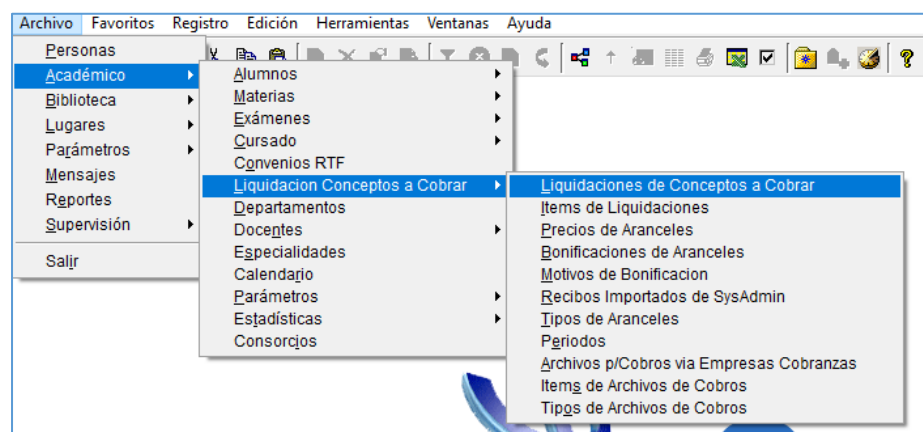 Archivo Favoritos Registro Edición Herramientas Ventanas Ayuda
Personas
Académico
Biblioteca
Lugares
Parámetros
Mensajes
Reportes
Supervisión
Salir
Alumnos
Materias
Exámenes
Cursado
Convenios RTF
Liquidacion Conceptos a Cobrar
Departamentos
Docentes
Especialidades
Calendario
Parámetros
Estadísticas
Consorcios
Liquidaciones de Conceptos a Cobrar
Items de Liquidaciones
Precios de Aranceles
Bonificaciones de Aranceles
Motivos de Bonificacion
Recibos Importados de SysAdmin
Tipos de Aranceles
Periodos
Archivos p/Cobros via Empresas Cobranzas
Items de Archivos de Cobros
Tipos de Archivos de Cobros